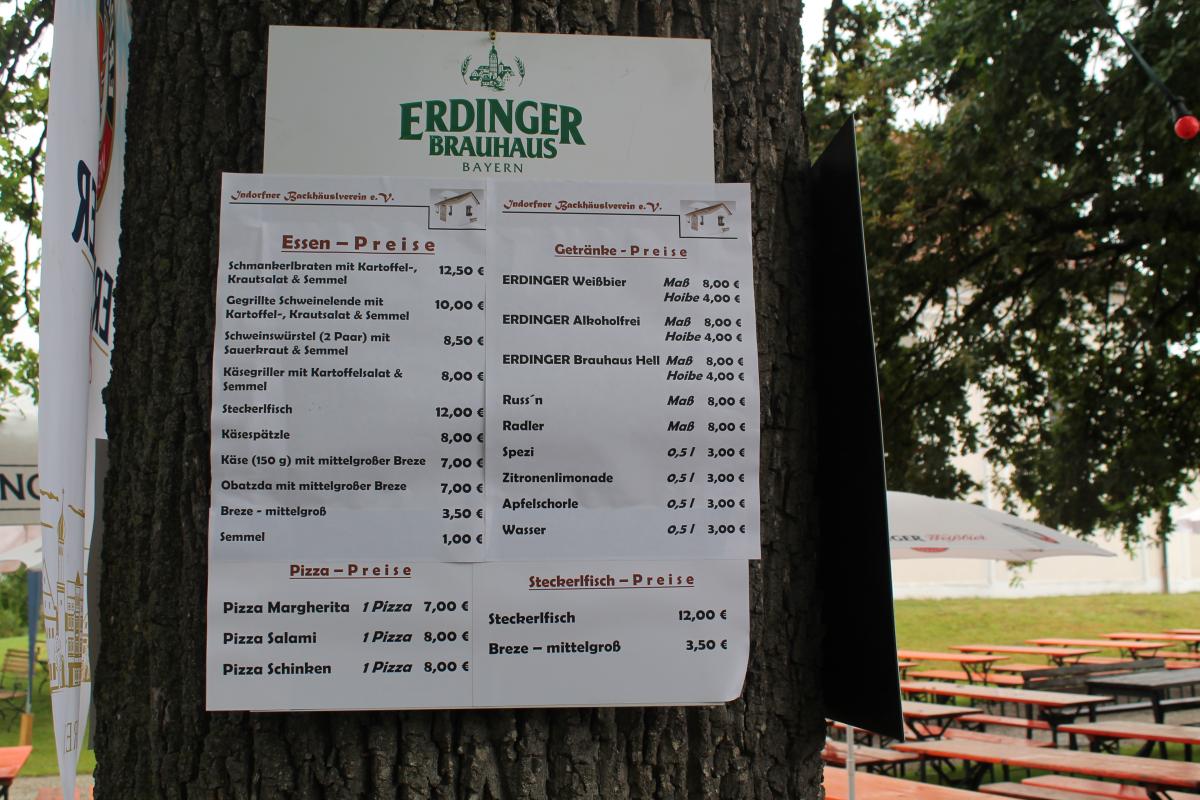 ERDINGER
BRAUHAUS
BAYERN
Indorfner Backhäuslverein e.V.
Essen – Preise
Schmankerlbraten mit Kartoffel-, 12,50 €
Krautsalat & Semmel
Gegrillte Schweinelende mit 10,00 €
Kartoffel-, Krautsalat & Semmel
Schweinswürstel (2 Paar) mit 8,50 €
Sauerkraut & Semmel
Käsegriller mit Kartoffelsalat & 8,00 €
Semmel
Steckerlfisch 12,00 €
Käsespätzle 8,00 €
Käse (150 g) mit mittelgroßer Breze 7,00 €
Obatzda mit mittelgroßer Breze 7,00 €
Breze - mittelgroß 3,50 €
Semmel 1,00 €
Indorfner Backhäuslverein e.V.
Getränke - Preise
ERDINGER Weißbier Maß 8,00 €
Hoibe 4,00 €
ERDINGER Alkoholfrei Maß 8,00 €
Hoibe 4,00 €
ERDINGER Brauhaus Hell Maß 8,00 €
Hoibe 4,00 €
Russ´n Maß 8,00 €
Radler Maß 8,00 €
Spezi 0,5 l 3,00 €
Zitronenlimonade 0,5 l 3,00 €
Apfelschorle 0,5 l 3,00 €
Wasser 0,5 l 3,00 €
Pizza – Preise
Pizza Margherita 1 Pizza 7,00 €
Pizza Salami 1 Pizza 8,00 €
Pizza Schinken 1 Pizza 8,00 €
Steckerlfisch – Preise
Steckerlfisch 12,00 €
Breze – mittelgroß 3,50 €